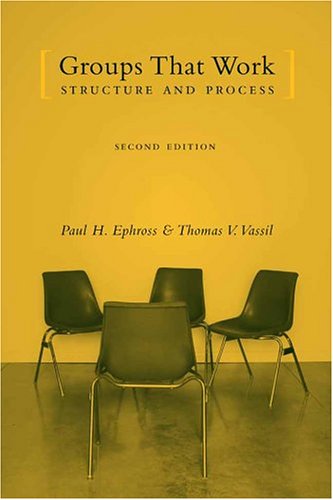 [ Groups That Work ]
STRUCTURE AND PROCESS
SECOND EDITION
Paul H. Ephross & Thomas V. Vassil